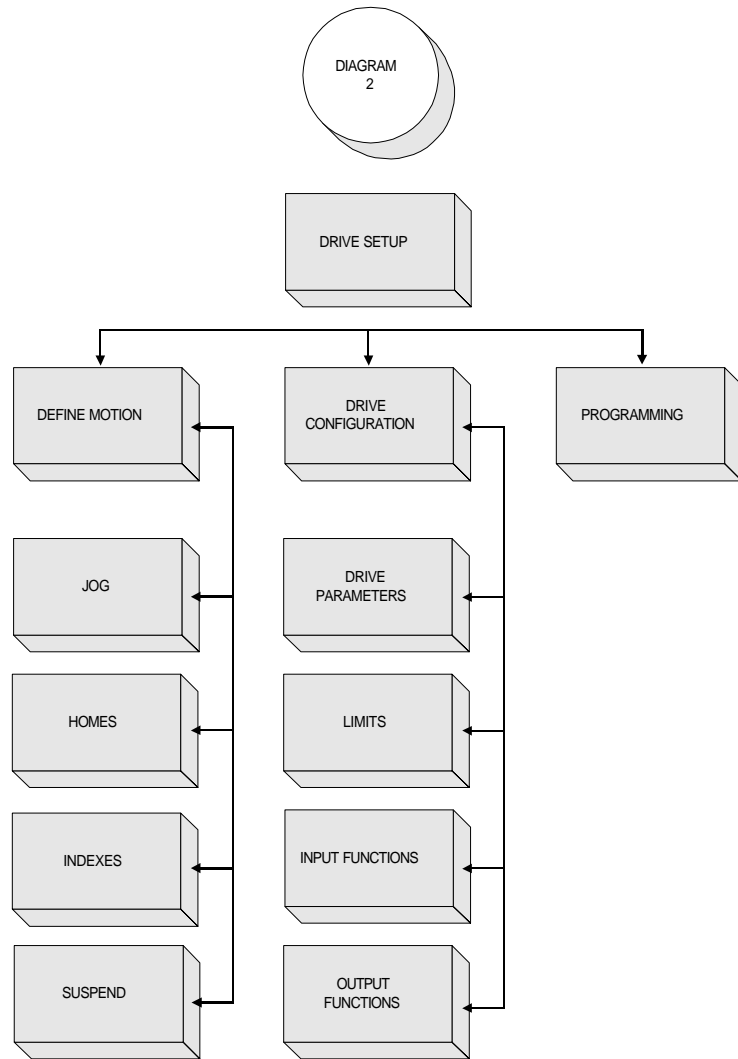 DIAGRAM
2
DRIVE SETUP
DEFINE MOTION
DRIVE
CONFIGURATION
PROGRAMMING
JOG
DRIVE
PARAMETERS
HOMES
LIMITS
INDEXES
INPUT FUNCTIONS
SUSPEND
OUTPUT
FUNCTIONS